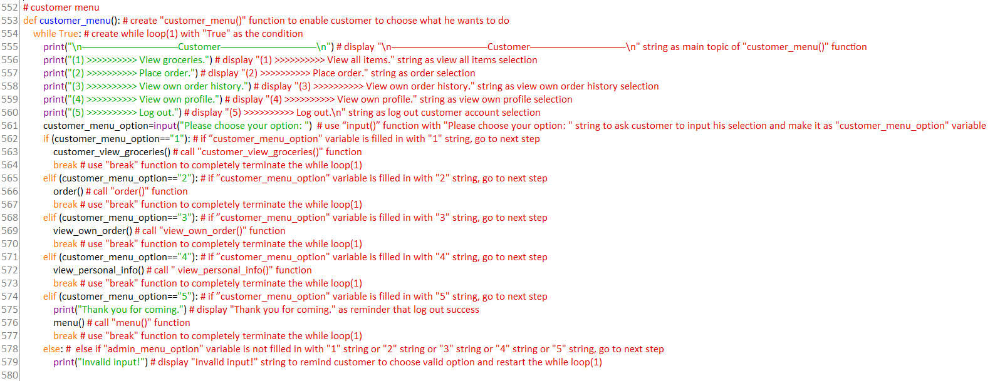 552 # customer menu
553 def customer_menu(): # create "customer_menu()" function to enable customer to choose what he wants to do
554 while True: # create while loop(1) with "True" as the condition
555 print("\n—————————————Customer—————————————\n") # display "\n—————————————Customer—————————————\n" string as main topic of "customer_menu()" function
556 print("(1) >>>>>>>>>> View groceries.") # display "(1) >>>>>>>>>> View all items." string as view all items selection
557 print("(2) >>>>>>>>>> Place order.") # display "(2) >>>>>>>>>> Place order." string as order selection
558 print("(3) >>>>>>>>>> View own order history.") # display "(3) >>>>>>>>>> View own order history." string as view own order history selection
559 print("(4) >>>>>>>>>> View own profile.") # display "(4) >>>>>>>>>> View own profile." string as view own profile selection
560 print("(5) >>>>>>>>>> Log out.") # display "(5) >>>>>>>>>> Log out.\n" string as log out customer account selection
561 customer_menu_option=input("Please choose your option: ") # use “input()” function with "Please choose your option: " string to ask customer to input his selection and make it as "customer_menu_option" variable
562 if (customer_menu_option=="1"): # if ”customer_menu_option" variable is filled in with "1" string, go to next step
563 customer_view_groceries() # call "customer_view_groceries()" function
564 break # use "break" function to completely terminate the while loop(1)
565 elif (customer_menu_option=="2"): # if ”customer_menu_option" variable is filled in with "2" string, go to next step
566 order() # call "order()" function
567 break # use "break" function to completely terminate the while loop(1)
568 elif (customer_menu_option=="3"): # if ”customer_menu_option" variable is filled in with "3" string, go to next step
569 view_own_order() # call "view_own_order()" function
570 break # use "break" function to completely terminate the while loop(1)
571 elif (customer_menu_option=="4"): # if ”customer_menu_option" variable is filled in with "4" string, go to next step
572 view_personal_info() # call " view_personal_info()" function
573 break # use "break" function to completely terminate the while loop(1)
574 elif (customer_menu_option=="5"): # if ”customer_menu_option" variable is filled in with "5" string, go to next step
575 print("Thank you for coming.") # display "Thank you for coming." as reminder that log out success
576 menu() # call "menu()" function
577 break # use "break" function to completely terminate the while loop(1)
578 else: #  else if "admin_menu_option" variable is not filled in with "1" string or "2" string or "3" string or "4" string or "5" string, go to next step
579 print("Invalid input!") # display "Invalid input!" string to remind customer to choose valid option and restart the while loop(1)
580